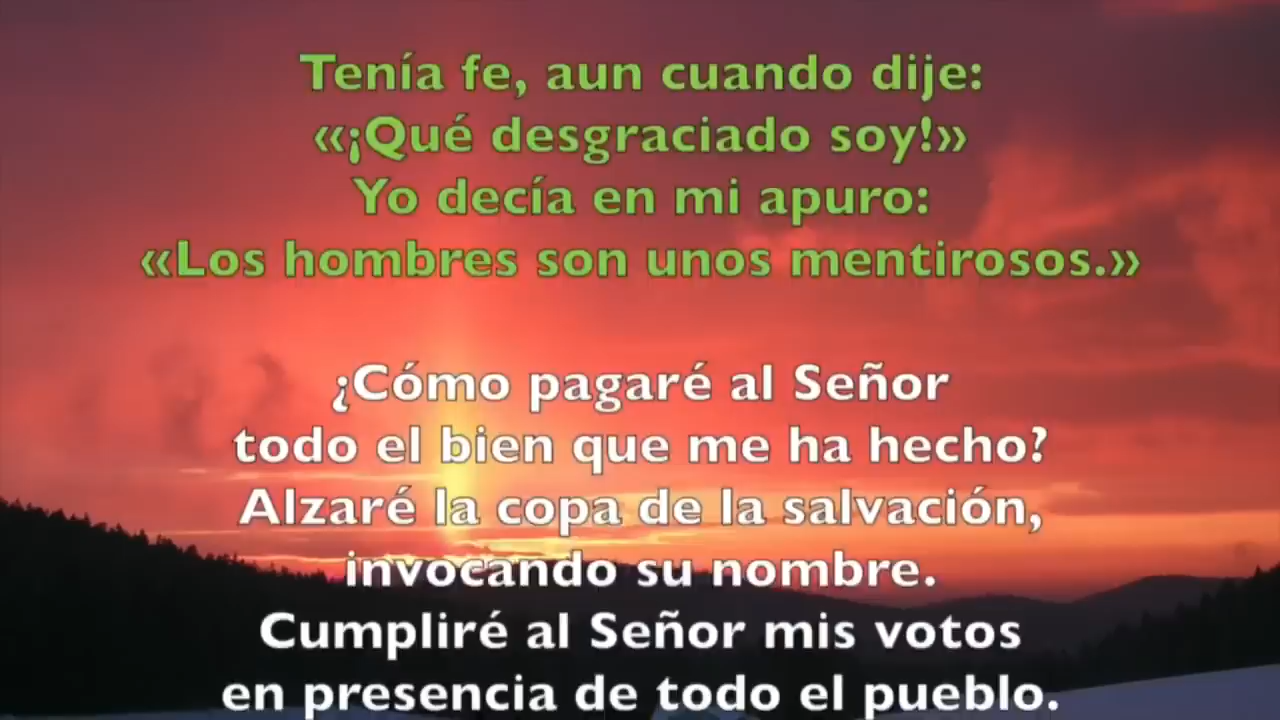 Tenía fe, aun cuando dije:
«¡Qué desgraciado soy!»
Yo decía en mi apuro:
«Los hombres son unos mentirosos.»
¿Cómo pagaré al Señor
todo el bien que me ha hecho?
Alzaré la copa de la salvación,
invocando su nombre.
Cumpliré al Señor mis votos
en presencia de todo el pueblo.